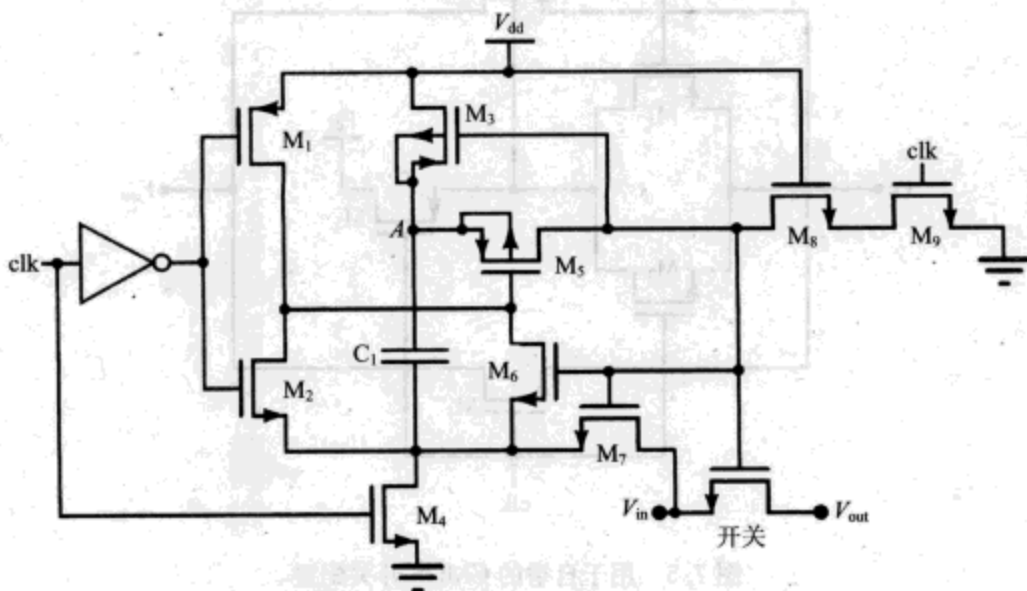 V_dd
M_3
M_1
clk
A
M_8
M_9
clk
M_5
C_1
M_6
M_2
M_7
M_4
V_in
V_out
开关